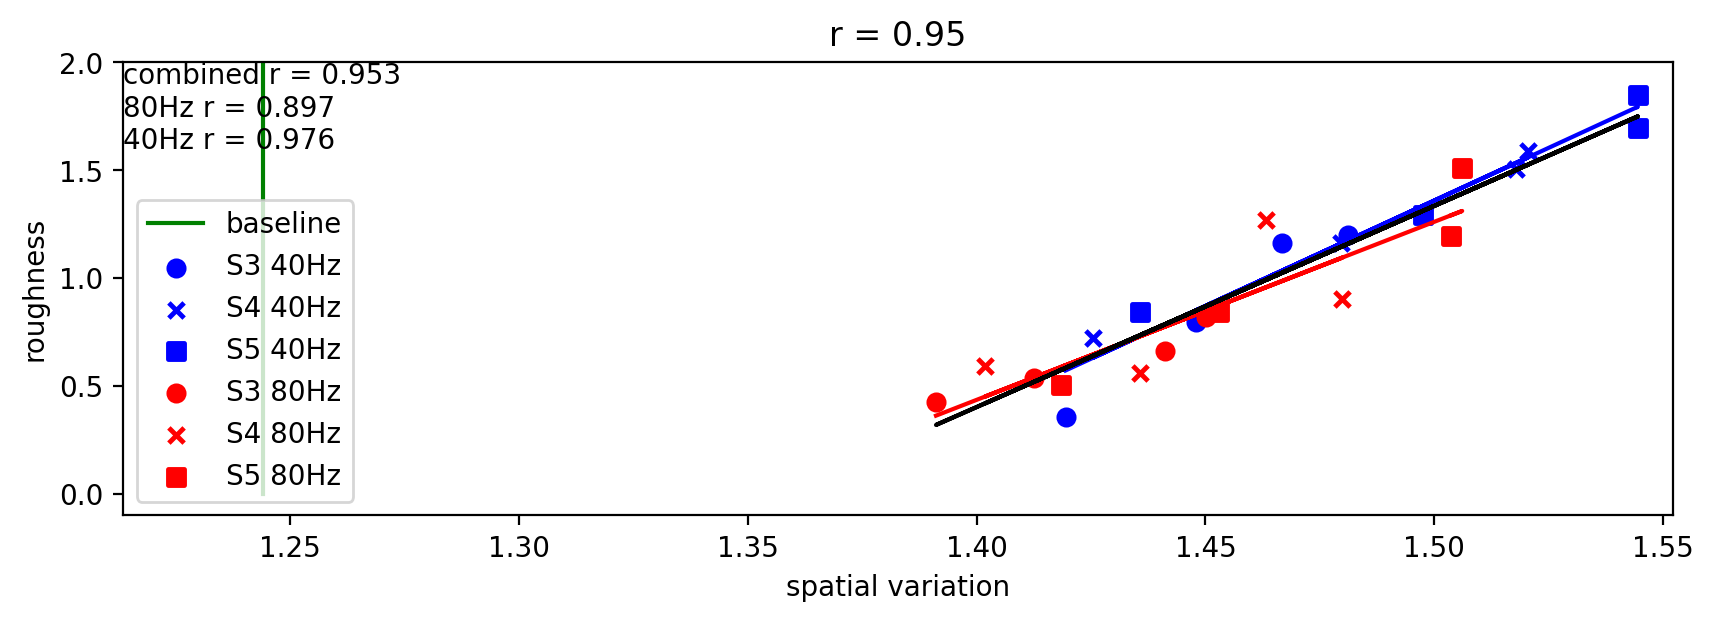 r = 0.95
combined r = 0.953
80Hz r = 0.897
40Hz r = 0.976
2.0
1.5
1.0
0.5
0.0
roughness
baseline
S3 40Hz
S4 40Hz
S5 40Hz
S3 80Hz
S4 80Hz
S5 80Hz
1.25 1.30 1.35 1.40 1.45 1.50 1.55
spatial variation